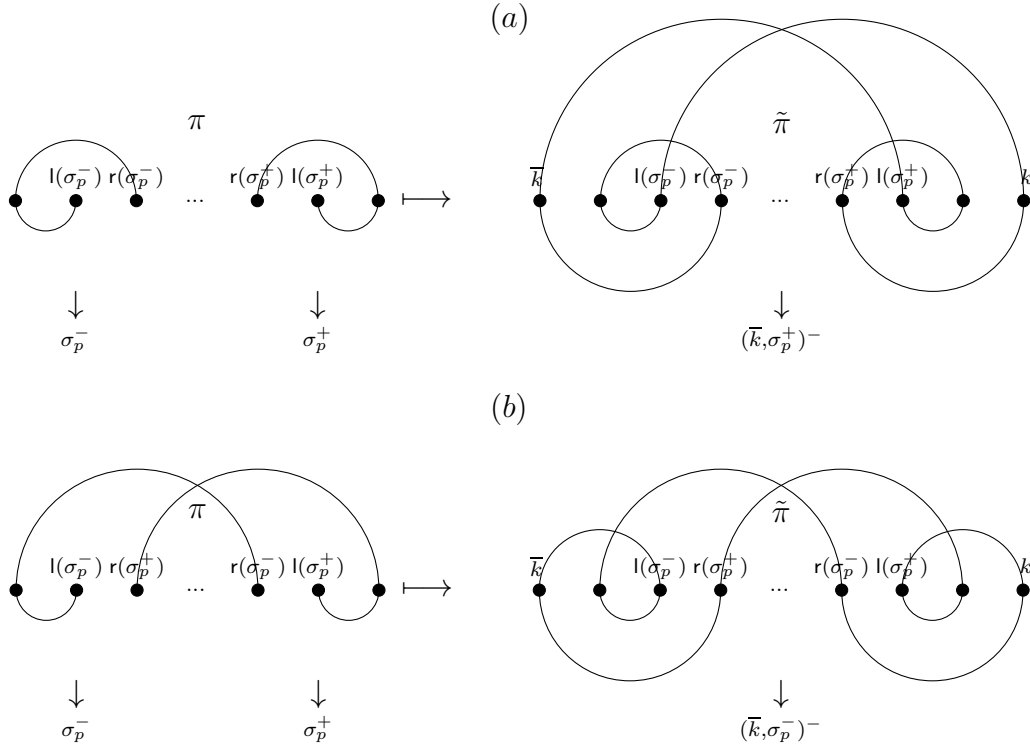 (a)
π π̃
l(σ_p^-) r(σ_p^-) ... r(σ_p^+) l(σ_p^+) ⟼ k̅ l(σ_p^-) r(σ_p^-) ... r(σ_p^+) l(σ_p^+) k
↓ ↓ ↓
σ_p^- σ_p^+ (k̅,σ_p^+)^-
(b)
π π̃
l(σ_p^-) r(σ_p^+) ... r(σ_p^-) l(σ_p^+) ⟼ k̅ l(σ_p^-) r(σ_p^+) ... r(σ_p^-) l(σ_p^+) k
↓ ↓ ↓
σ_p^- σ_p^+ (k̅,σ_p^-)^-